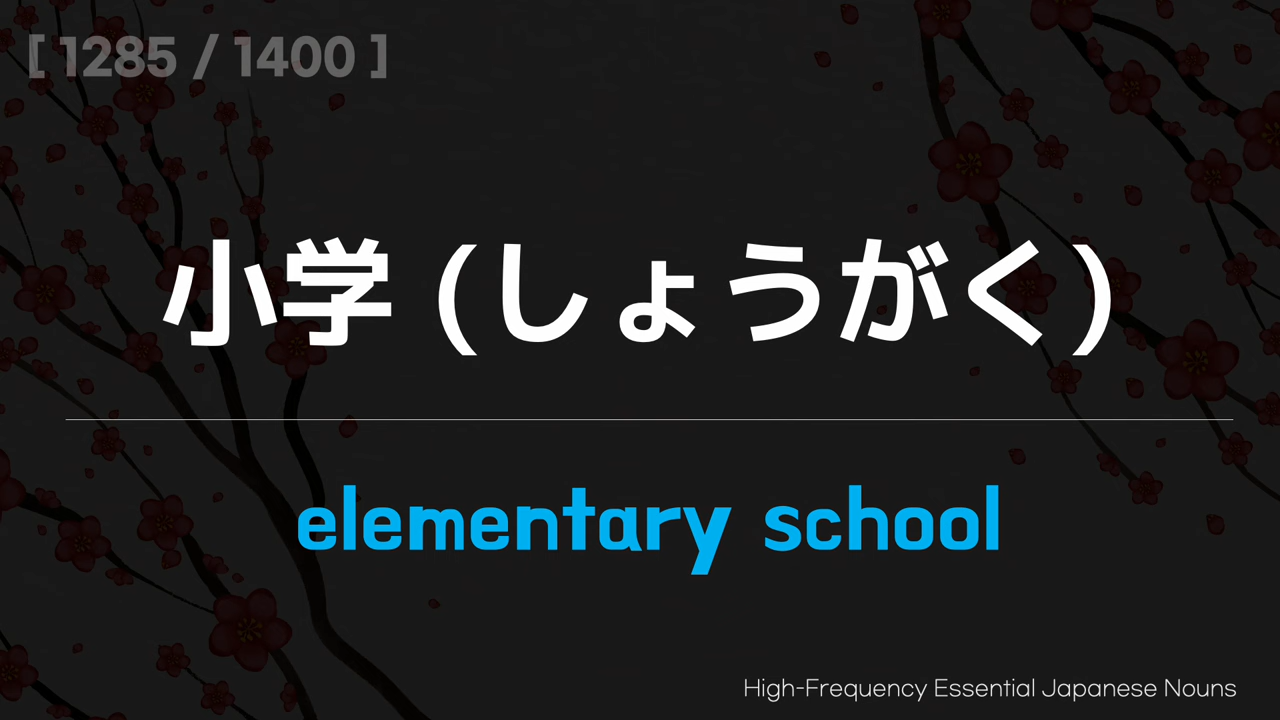 [ 1285 / 1400 ]
小学 (しょうがく)
elementary school
High-Frequency Essential Japanese Nouns